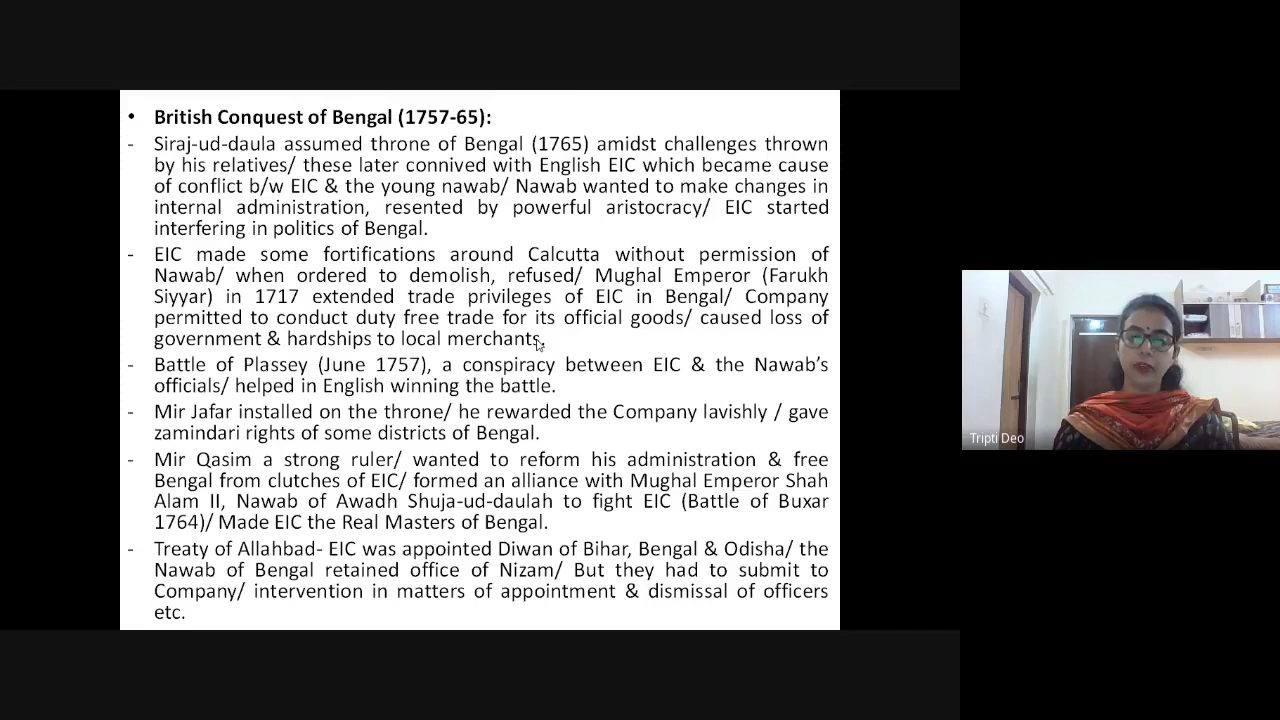 • British Conquest of Bengal (1757-65):
- Siraj-ud-daula assumed throne of Bengal (1765) amidst challenges thrown
by his relatives/ these later connived with English EIC which became cause
of conflict b/w EIC & the young nawab/ Nawab wanted to make changes in
internal administration, resented by powerful aristocracy/ EIC started
interfering in politics of Bengal.
- EIC made some fortifications around Calcutta without permission of
Nawab/ when ordered to demolish, refused/ Mughal Emperor (Farukh
Siyyar) in 1717 extended trade privileges of EIC in Bengal/ Company
permitted to conduct duty free trade for its official goods/ caused loss of
government & hardships to local merchants.
- Battle of Plassey (June 1757), a conspiracy between EIC & the Nawab’s
officials/ helped in English winning the battle.
- Mir Jafar installed on the throne/ he rewarded the Company lavishly / gave
zamindari rights of some districts of Bengal.
- Mir Qasim a strong ruler/ wanted to reform his administration & free
Bengal from clutches of EIC/ formed an alliance with Mughal Emperor Shah
Alam II, Nawab of Awadh Shuja-ud-daulah to fight EIC (Battle of Buxar
1764)/ Made EIC the Real Masters of Bengal.
- Treaty of Allahbad- EIC was appointed Diwan of Bihar, Bengal & Odisha/ the
Nawab of Bengal retained office of Nizam/ But they had to submit to
Company/ intervention in matters of appointment & dismissal of officers
etc.
Tripti Deo